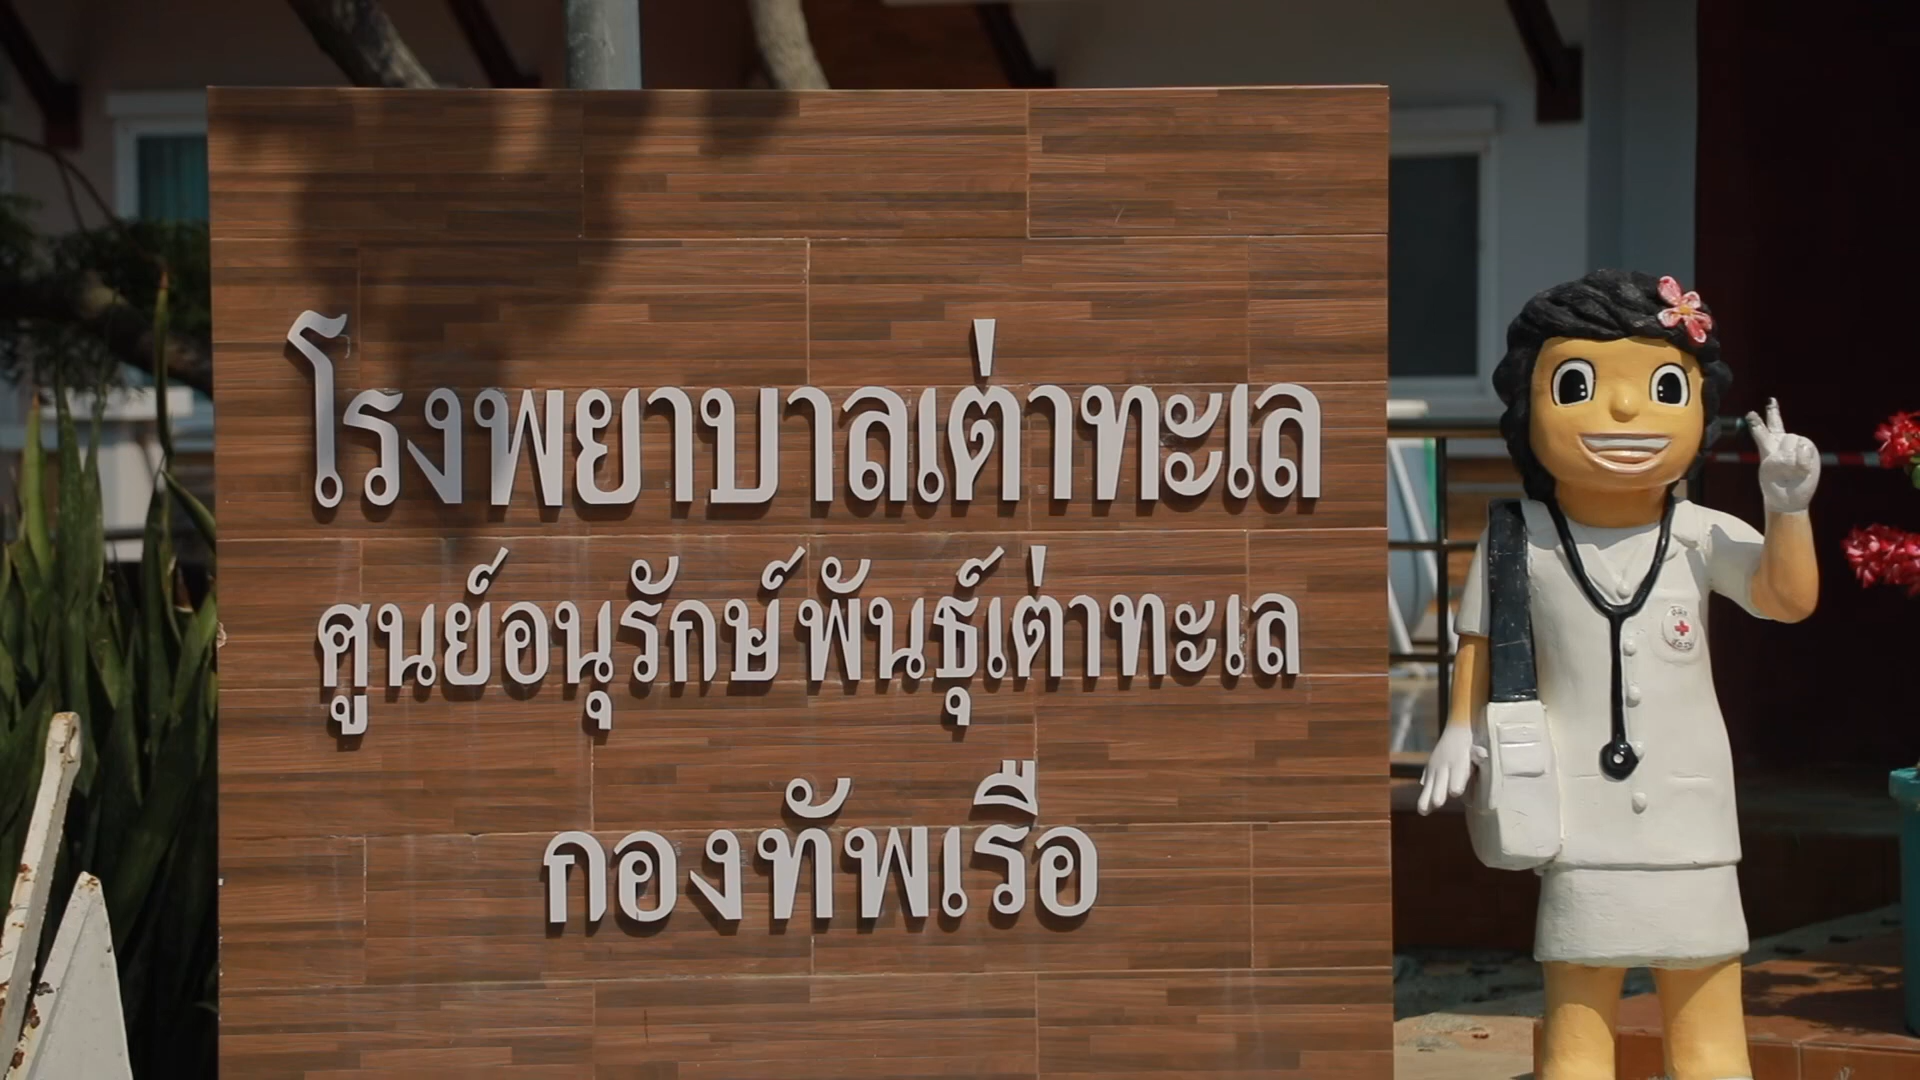 โรงพยาบาลเต่าทะเล
ศูนย์อนุรักษ์พันธุ์เต่าทะเล
กองทัพเรือ